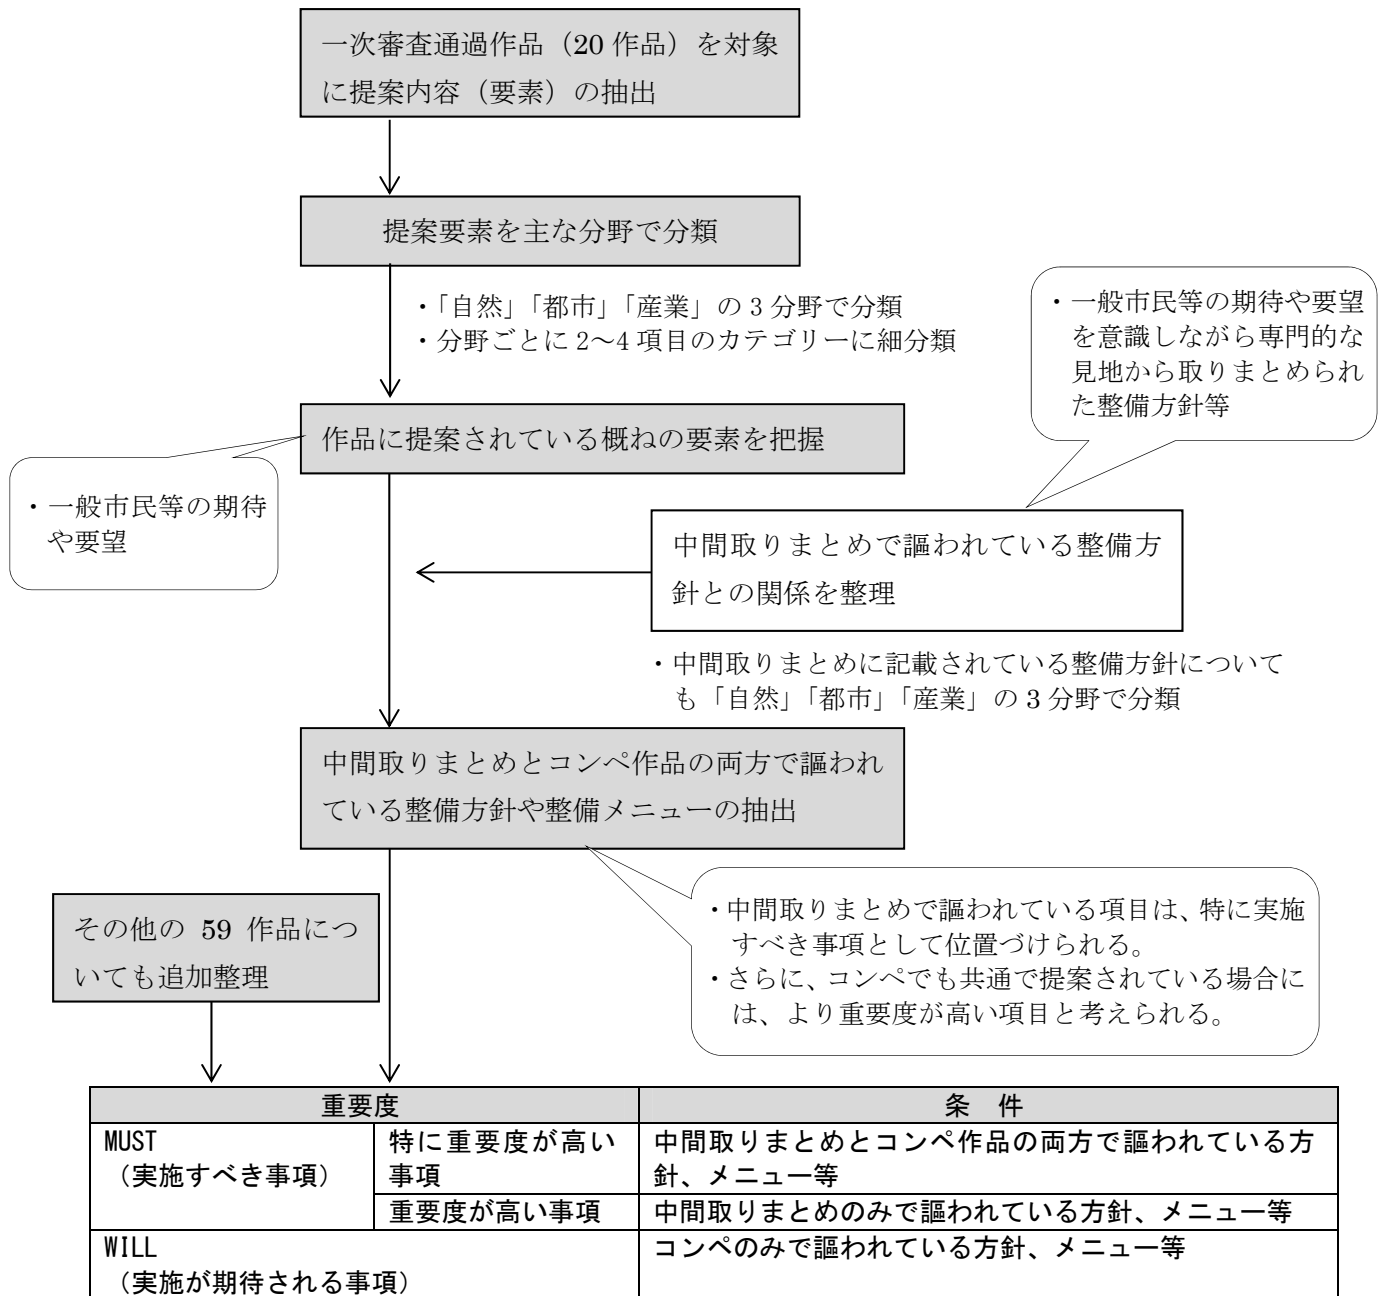 一次審査通過作品（20 作品）を対象
に提案内容（要素）の抽出
提案要素を主な分野で分類
・「自然」「都市」「産業」の 3 分野で分類
・分野ごとに 2～4 項目のカテゴリーに細分類
・一般市民等の期待や要望
を意識しながら専門的な
見地から取りまとめられ
た整備方針等
作品に提案されている概ねの要素を把握
・一般市民等の期待
や要望
中間取りまとめで謳われている整備方
針との関係を整理
・中間取りまとめに記載されている整備方針について
も「自然」「都市」「産業」の 3 分野で分類
中間取りまとめとコンペ作品の両方で謳われ
ている整備方針や整備メニューの抽出
・中間取りまとめで謳われている項目は、特に実施
すべき事項として位置づけられる。
・さらに、コンペでも共通で提案されている場合に
は、より重要度が高い項目と考えられる。
その他の 59 作品につ
いても追加整理
重要度
条　件
MUST
（実施すべき事項）
特に重要度が高い
事項
中間取りまとめとコンペ作品の両方で謳われている方
針、メニュー等
重要度が高い事項
中間取りまとめのみで謳われている方針、メニュー等
WILL
（実施が期待される事項）
コンペのみで謳われている方針、メニュー等